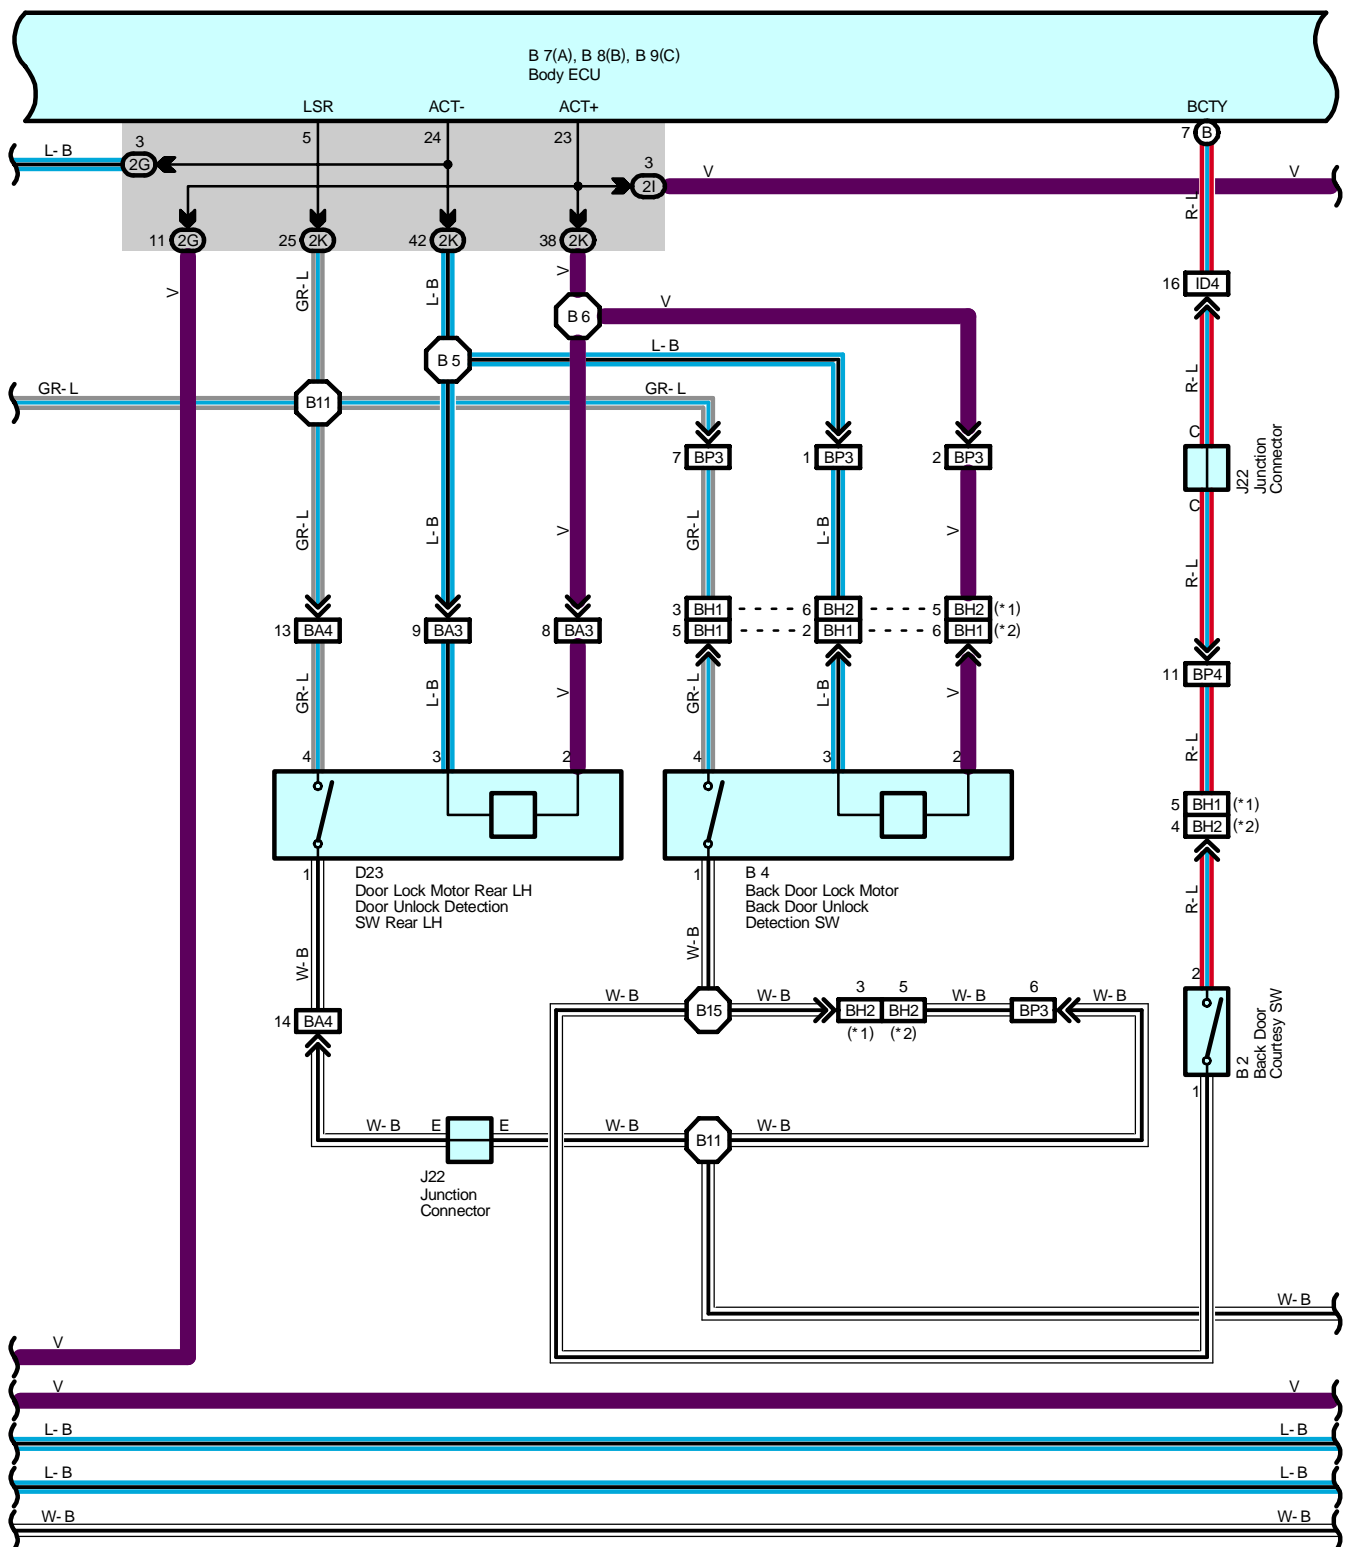 B 7(A), B 8(B), B 9(C)
Body ECU
LSR ACT- ACT+ BCTY
5 24 23 7 B
L- B 3 2G
3 2I V V
R- L
11 2G 25 2K 42 2K 38 2K
V GR- L L- B V
16 ID4
B 6 V
B 5 L- B
GR- L B11 GR- L
R- L
C
7 BP3 1 BP3 2 BP3
J22
Junction
Connector
C
GR- L L- B V GR- L L- B V
R- L
3 BH1 6 BH2 5 BH2 (*1)
5 BH1 2 BH1 6 BH1 (*2)
13 BA4 9 BA3 8 BA3
11 BP4
GR- L L- B V GR- L L- B V
R- L
4 3 2 4 3 2
5 BH1 (*1)
4 BH2 (*2)
1 1
D23
Door Lock Motor Rear LH
Door Unlock Detection
SW Rear LH
B 4
Back Door Lock Motor
Back Door Unlock
Detection SW
R- L
W- B W- B
2
3 5 6
W- B B15 W- B BH2 BH2 W- B BP3 W- B
(*1) (*2)
14 BA4
B 2
Back Door
Courtesy SW
1
W- B E E W- B B11 W- B
J22
Junction
Connector
W- B
V
V V
L- B L- B
L- B L- B
W- B W- B